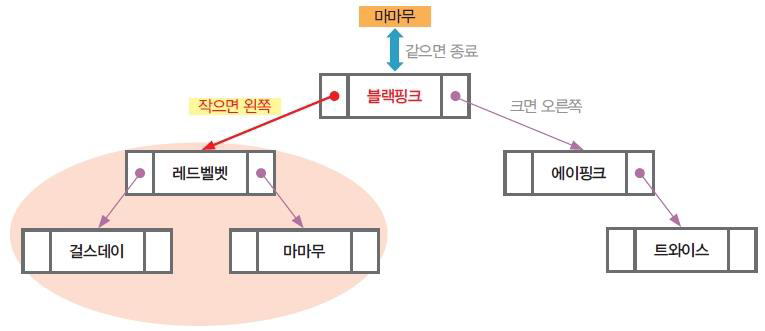 마마무
같으면 종료
블랙핑크
작으면 왼쪽
크면 오른쪽
레드벨벳
에이핑크
걸스데이
마마무
트와이스